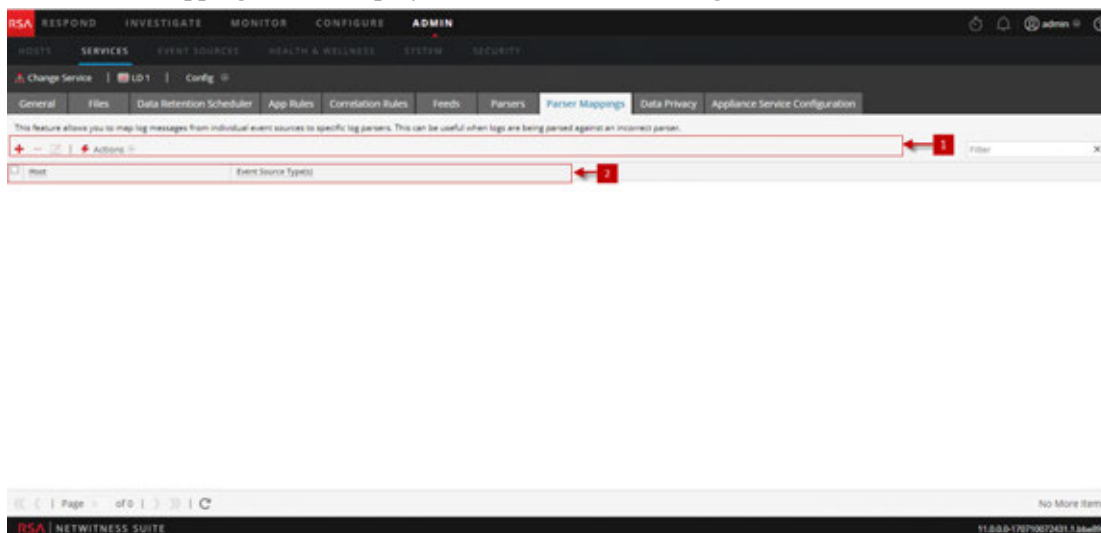 RSA RESPOND INVESTIGATE MONITOR CONFIGURE ADMIN admin
HOSTS SERVICES EVENT SOURCES HEALTH & WELLNESS SYSTEM SECURITY
Change Service | LD 1 | Config
General Files Data Retention Scheduler App Rules Correlation Rules Feeds Parsers Parser Mappings Data Privacy Appliance Service Configuration
This feature allows you to map log messages from individual event sources to specific log parsers. This can be useful when logs are being parsed against an incorrect parser.
+ - | Actions 1 Filter X
Host Event Source Type(s) 2
<< < | Page of 0 | > >> | C No More Item
RSA | NETWITNESS SUITE